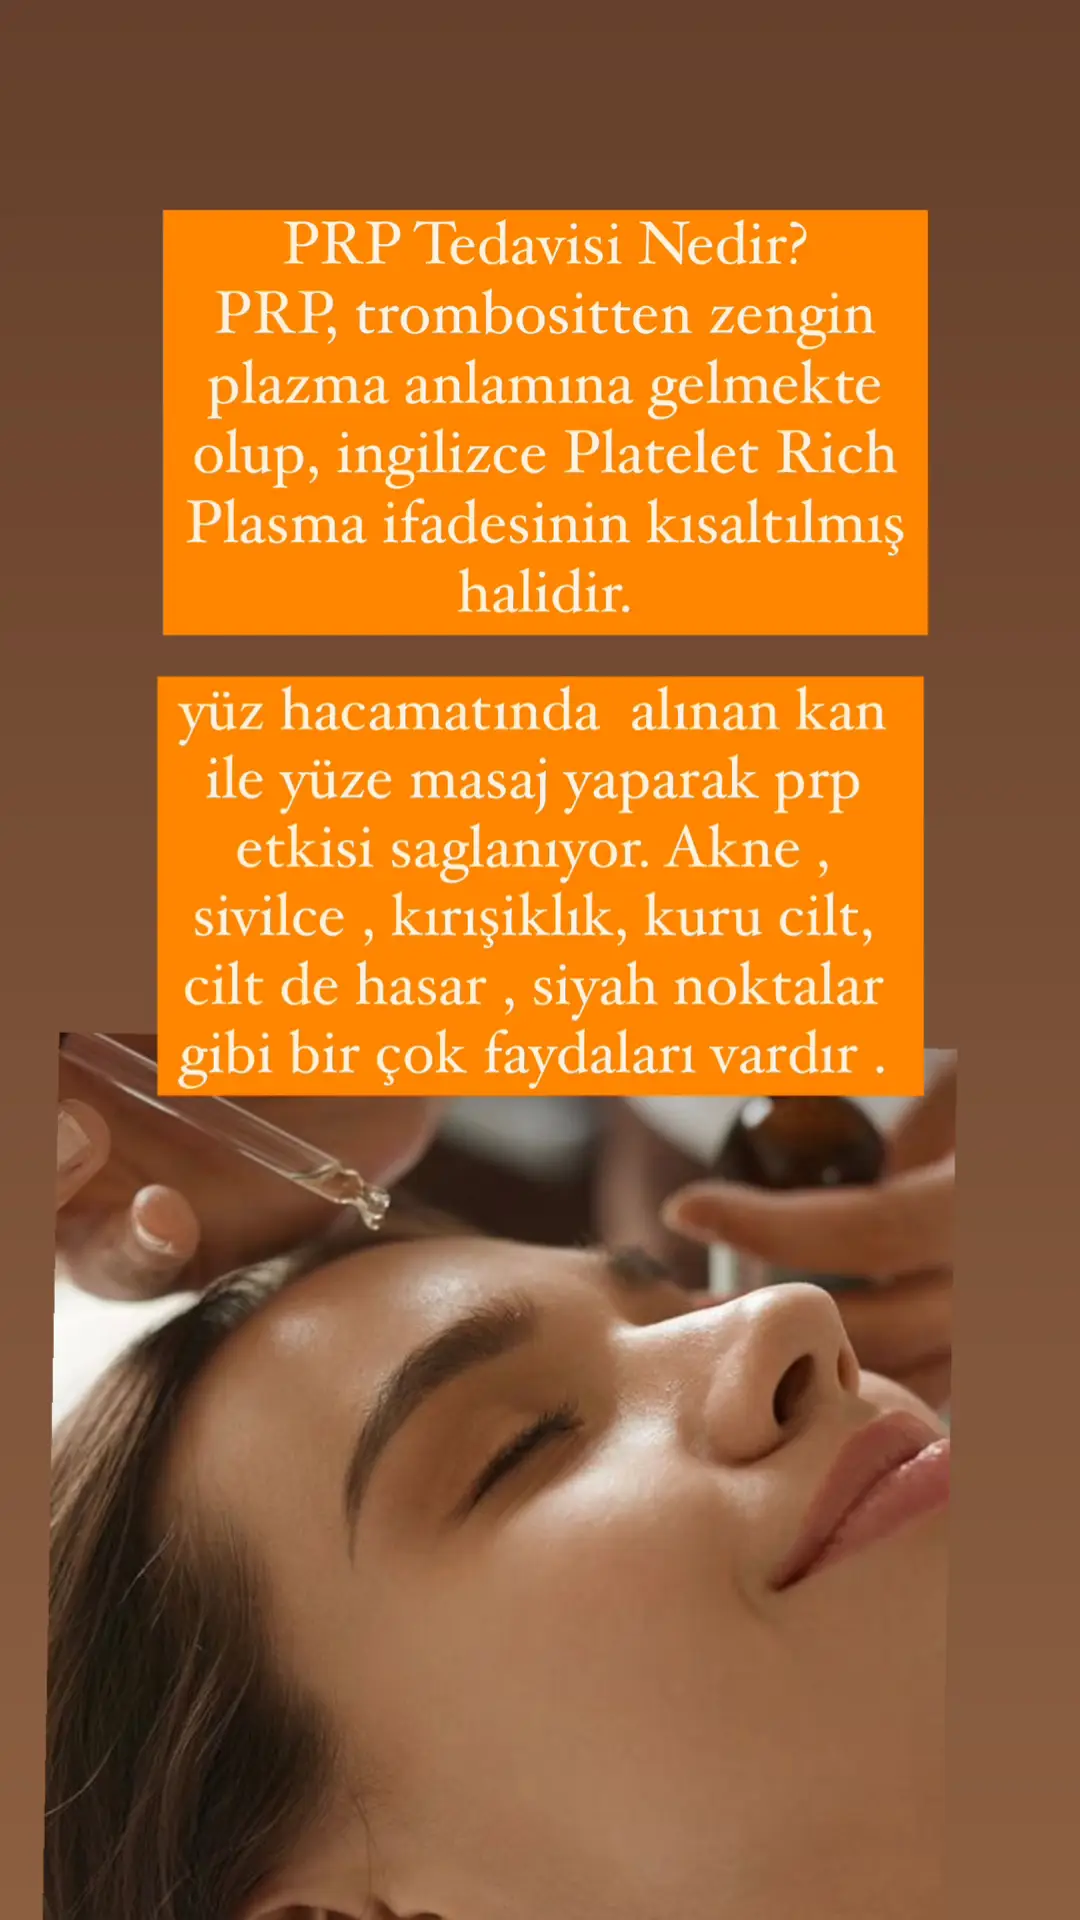 PRP Tedavisi Nedir?
PRP, trombositten zengin
plazma anlamına gelmekte
olup, ingilizce Platelet Rich
Plasma ifadesinin kısaltılmış
halidir.
yüz hacamatında alınan kan
ile yüze masaj yaparak prp
etkisi saglanıyor. Akne ,
sivilce , kırışiklık, kuru cilt,
cilt de hasar , siyah noktalar
gibi bir çok faydaları vardır .